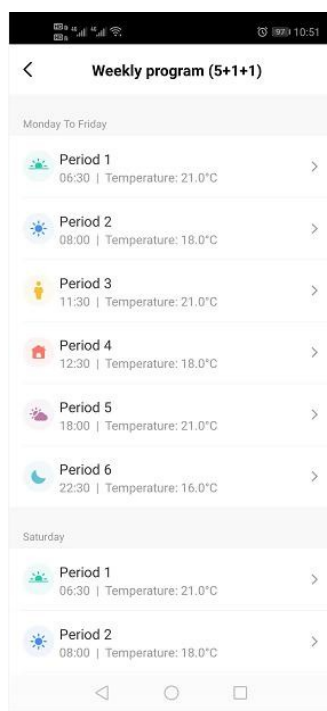 97 10:51
Weekly program (5+1+1)
Monday To Friday
Period 1
06:30 | Temperature: 21.0°C
Period 2
08:00 | Temperature: 18.0°C
Period 3
11:30 | Temperature: 21.0°C
Period 4
12:30 | Temperature: 18.0°C
Period 5
18:00 | Temperature: 21.0°C
Period 6
22:30 | Temperature: 16.0°C
Saturday
Period 1
06:30 | Temperature: 21.0°C
Period 2
08:00 | Temperature: 18.0°C